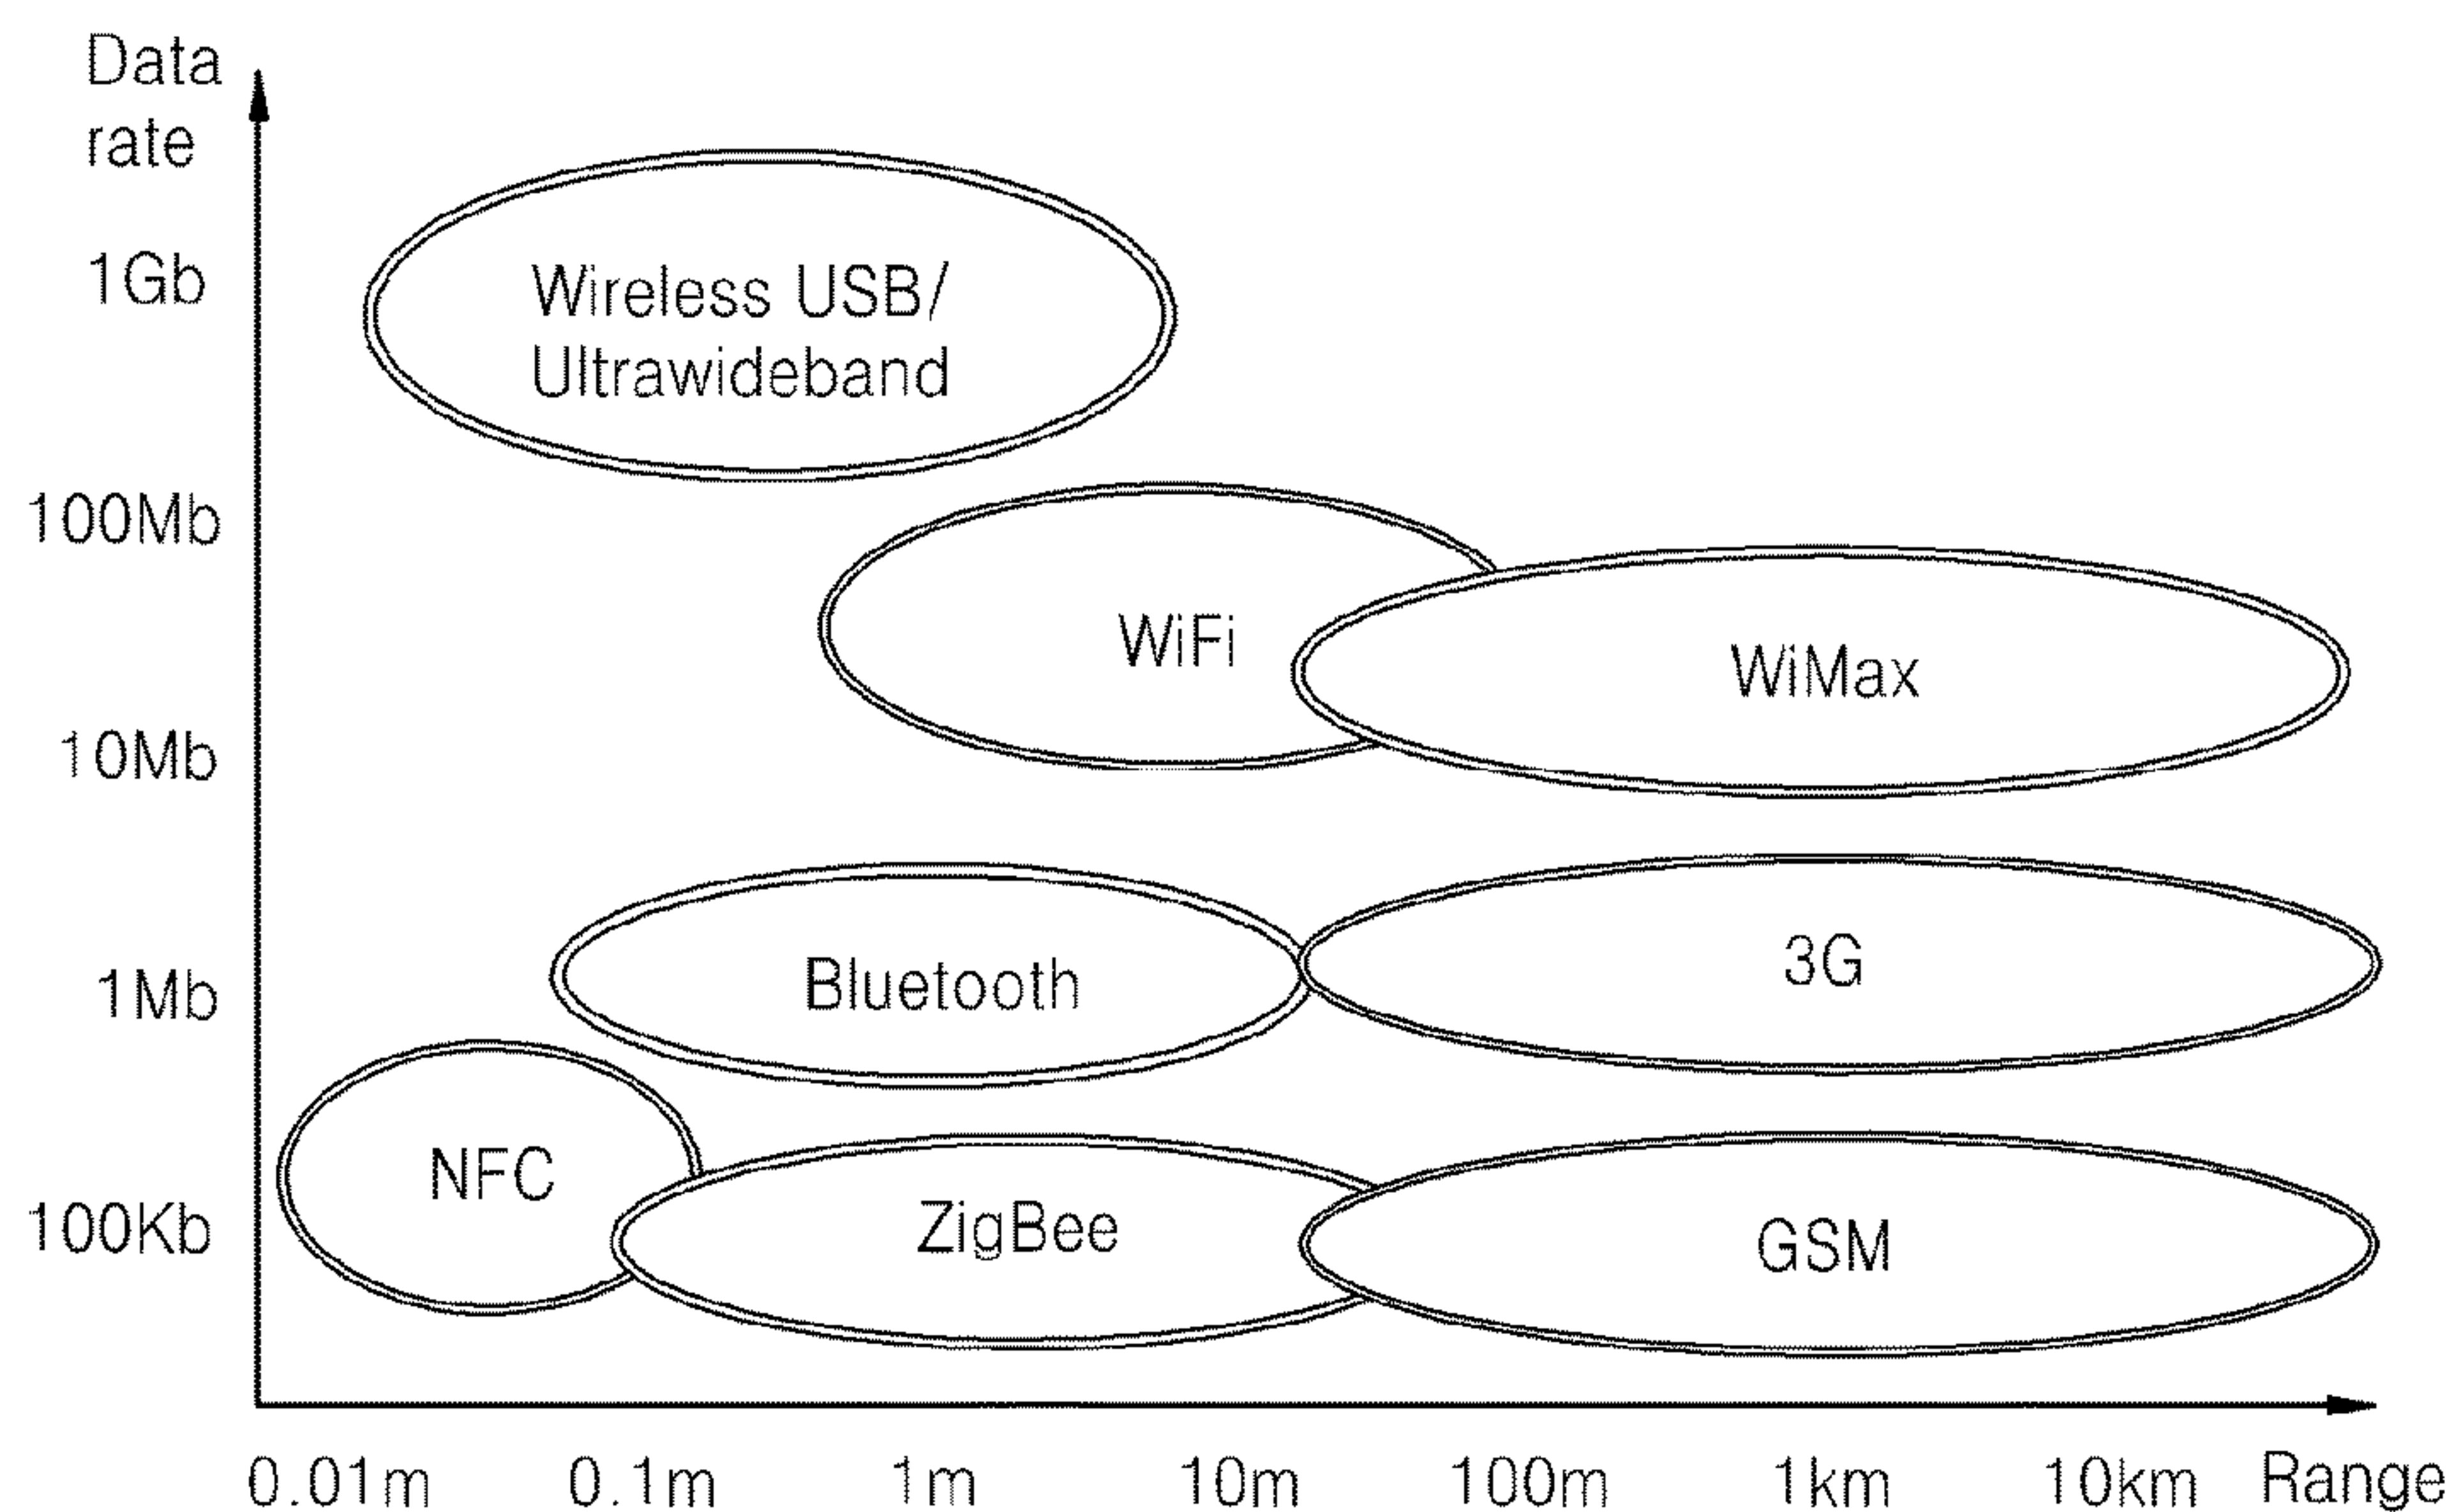 Data
rate
1Gb
Wireless USB/
Ultrawideband
100Mb
WiFi
WiMax
10Mb
Bluetooth
3G
1Mb
NFC
ZigBee
GSM
100Kb
0.01m 0.1m 1m 10m 100m 1km 10km Range